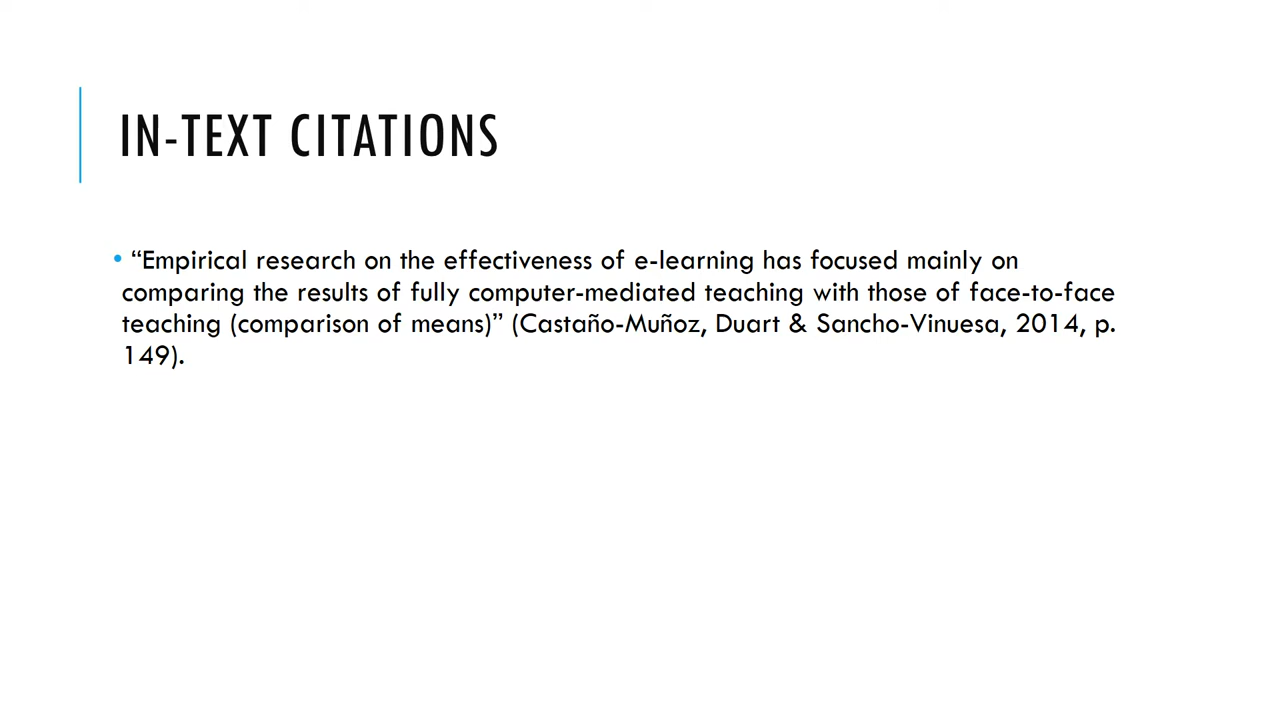 IN-TEXT CITATIONS
• “Empirical research on the effectiveness of e-learning has focused mainly on
comparing the results of fully computer-mediated teaching with those of face-to-face
teaching (comparison of means)” (Castaño-Muñoz, Duart & Sancho-Vinuesa, 2014, p.
149).